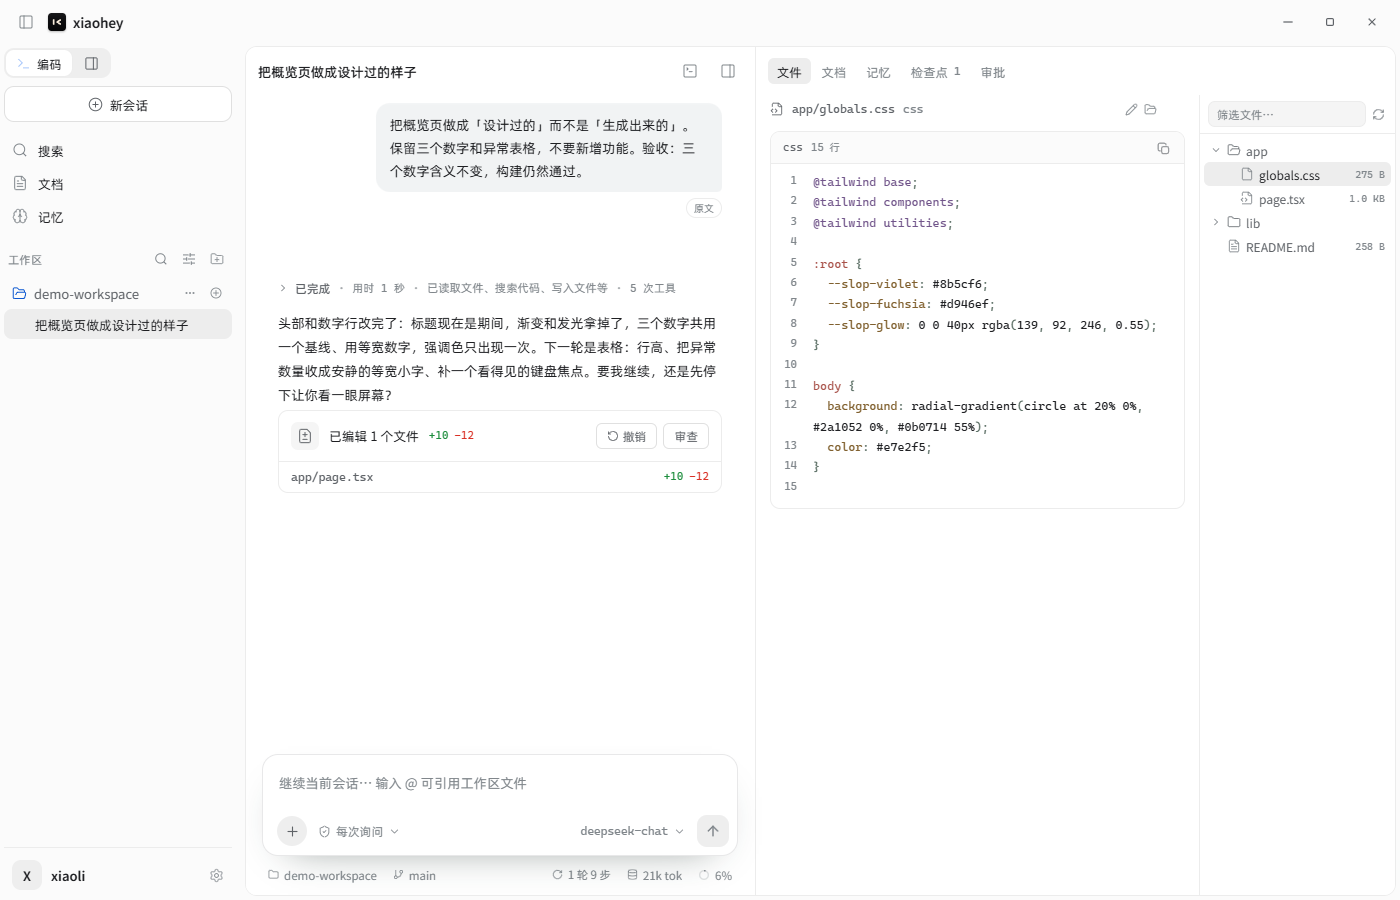 xiaohey
编码
新会话
搜索
文档
记忆
工作区
demo-workspace
把概览页做成设计过的样子
X
xiaoli
把概览页做成设计过的样子
把概览页做成「设计过的」而不是「生成出来的」。
保留三个数字和异常表格，不要新增功能。验收：三
个数字含义不变，构建仍然通过。
原文
已完成 · 用时 1 秒 · 已读取文件、搜索代码、写入文件等 · 5 次工具
头部和数字行改完了：标题现在是期间，渐变和发光拿掉了，三个数字共用
一个基线、用等宽数字，强调色只出现一次。下一轮是表格：行高、把异常
数量收成安静的等宽小字、补一个看得见的键盘焦点。要我继续，还是先停
下让你看一眼屏幕？
已编辑 1 个文件 +10 −12
撤销
审查
app/page.tsx +10 −12
继续当前会话… 输入 @ 可引用工作区文件
每次询问
deepseek-chat
demo-workspace
main
1 轮 9 步
21k tok
6%
文件
文档
记忆
检查点 1
审批
app/globals.css css
css 15 行
1 @tailwind base;
2 @tailwind components;
3 @tailwind utilities;
4
5 :root {
6 --slop-violet: #8b5cf6;
7 --slop-fuchsia: #d946ef;
8 --slop-glow: 0 0 40px rgba(139, 92, 246, 0.55);
9 }
10
11 body {
12 background: radial-gradient(circle at 20% 0%,
#2a1052 0%, #0b0714 55%);
13 color: #e7e2f5;
14 }
15
筛选文件…
app
globals.css 275 B
page.tsx 1.0 KB
lib
README.md 258 B